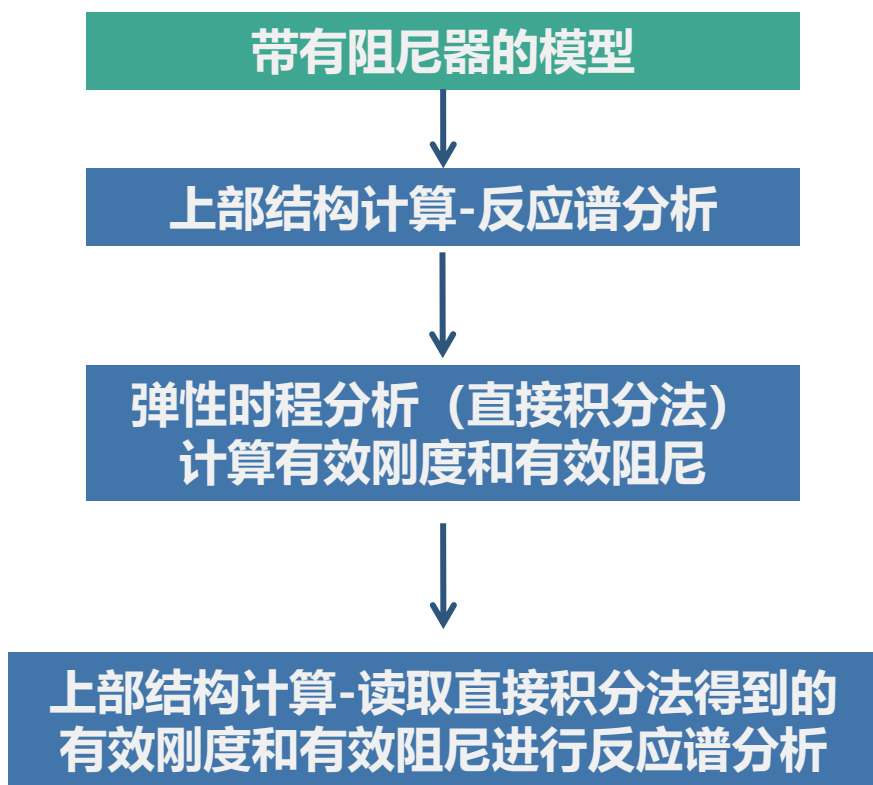 带有阻尼器的模型
上部结构计算-反应谱分析
弹性时程分析（直接积分法）
计算有效刚度和有效阻尼
上部结构计算-读取直接积分法得到的
有效刚度和有效阻尼进行反应谱分析